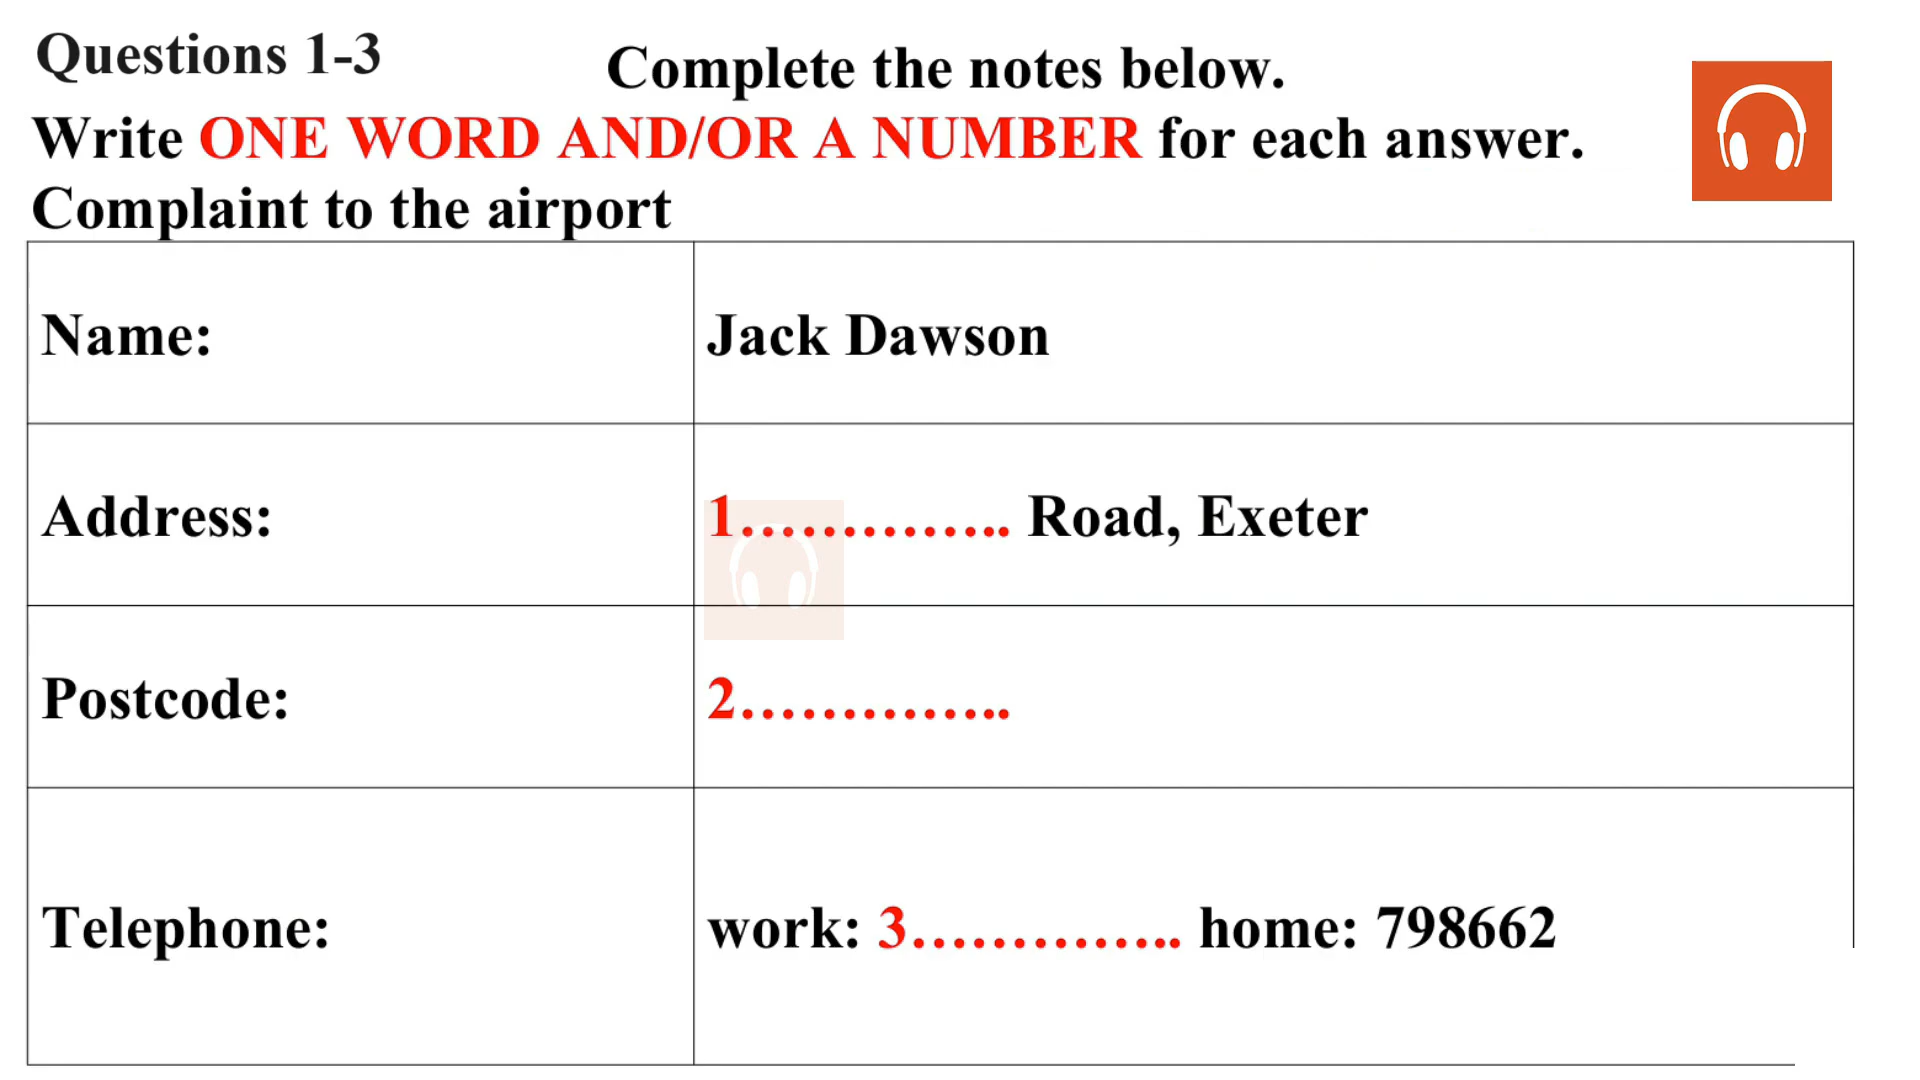 Questions 1-3
Complete the notes below.
Write ONE WORD AND/OR A NUMBER for each answer.
Complaint to the airport
Name: Jack Dawson
Address: 1………….. Road, Exeter
Postcode: 2…………..
Telephone: work: 3………….. home: 798662